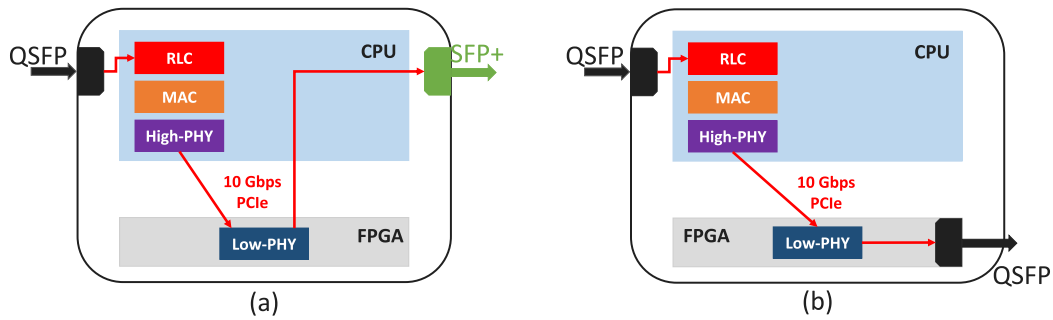 QSFP
CPU
RLC
MAC
High-PHY
SFP+
10 Gbps
PCIe
Low-PHY
FPGA
(a)
QSFP
CPU
RLC
MAC
High-PHY
10 Gbps
PCIe
FPGA
Low-PHY
QSFP
(b)